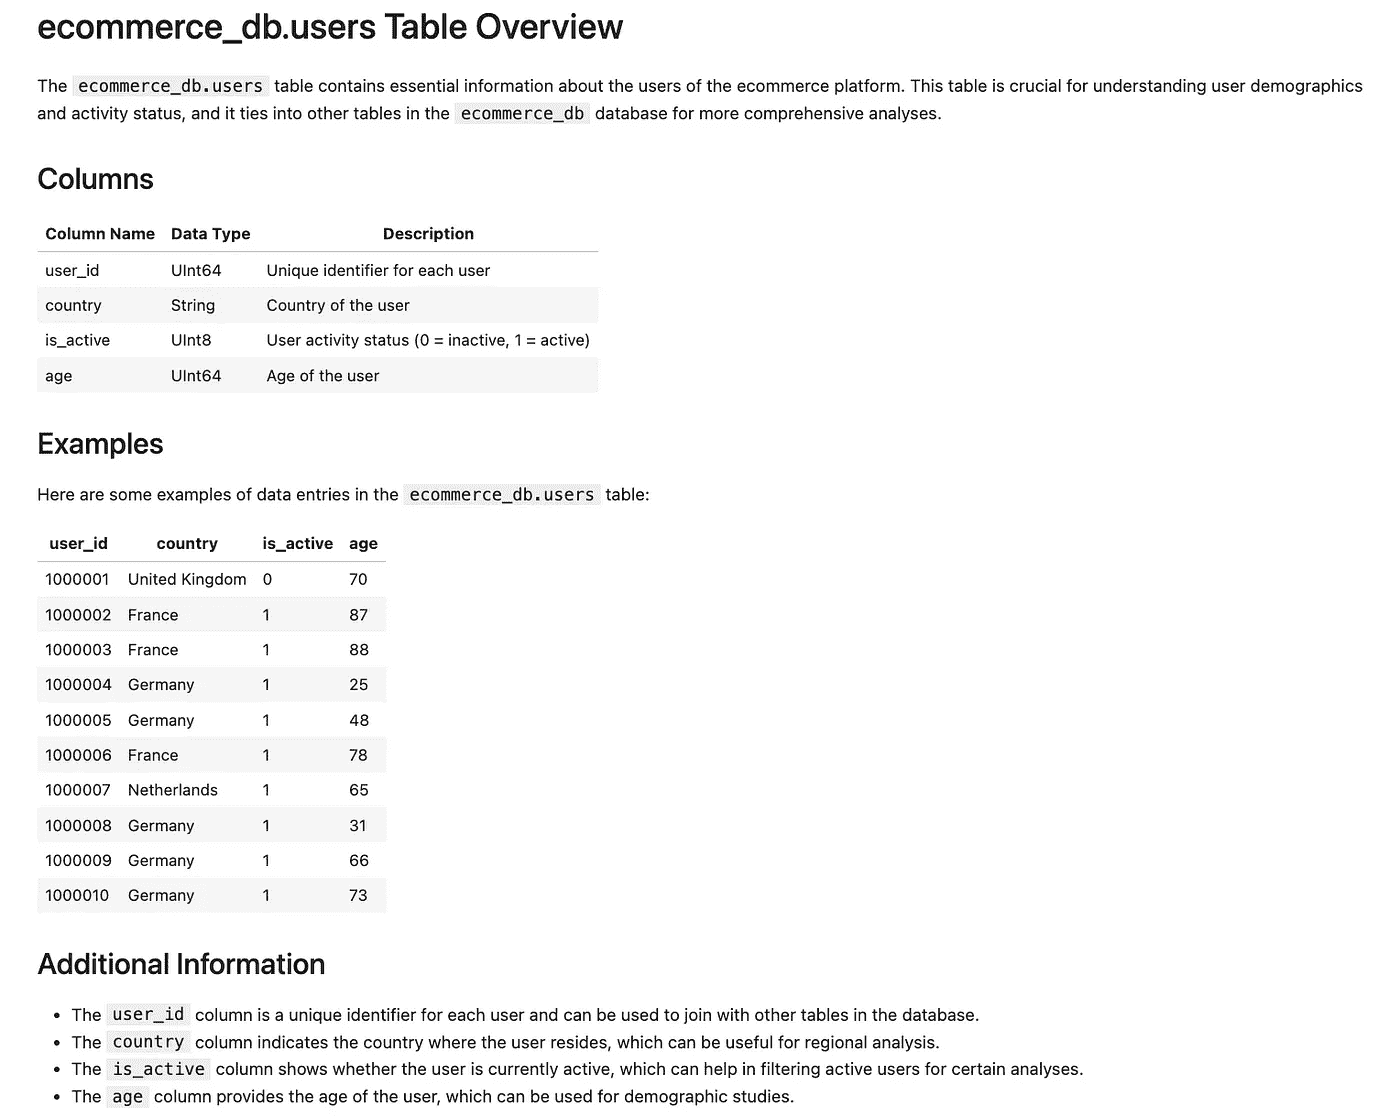 ecommerce_db.users Table Overview
The ecommerce_db.users table contains essential information about the users of the ecommerce platform. This table is crucial for understanding user demographics
and activity status, and it ties into other tables in the ecommerce_db database for more comprehensive analyses.
Columns
Column Name Data Type Description
user_id UInt64 Unique identifier for each user
country String Country of the user
is_active UInt8 User activity status (0 = inactive, 1 = active)
age UInt64 Age of the user
Examples
Here are some examples of data entries in the ecommerce_db.users table:
user_id country is_active age
1000001 United Kingdom 0 70
1000002 France 1 87
1000003 France 1 88
1000004 Germany 1 25
1000005 Germany 1 48
1000006 France 1 78
1000007 Netherlands 1 65
1000008 Germany 1 31
1000009 Germany 1 66
1000010 Germany 1 73
Additional Information
• The user_id column is a unique identifier for each user and can be used to join with other tables in the database.
• The country column indicates the country where the user resides, which can be useful for regional analysis.
• The is_active column shows whether the user is currently active, which can help in filtering active users for certain analyses.
• The age column provides the age of the user, which can be used for demographic studies.